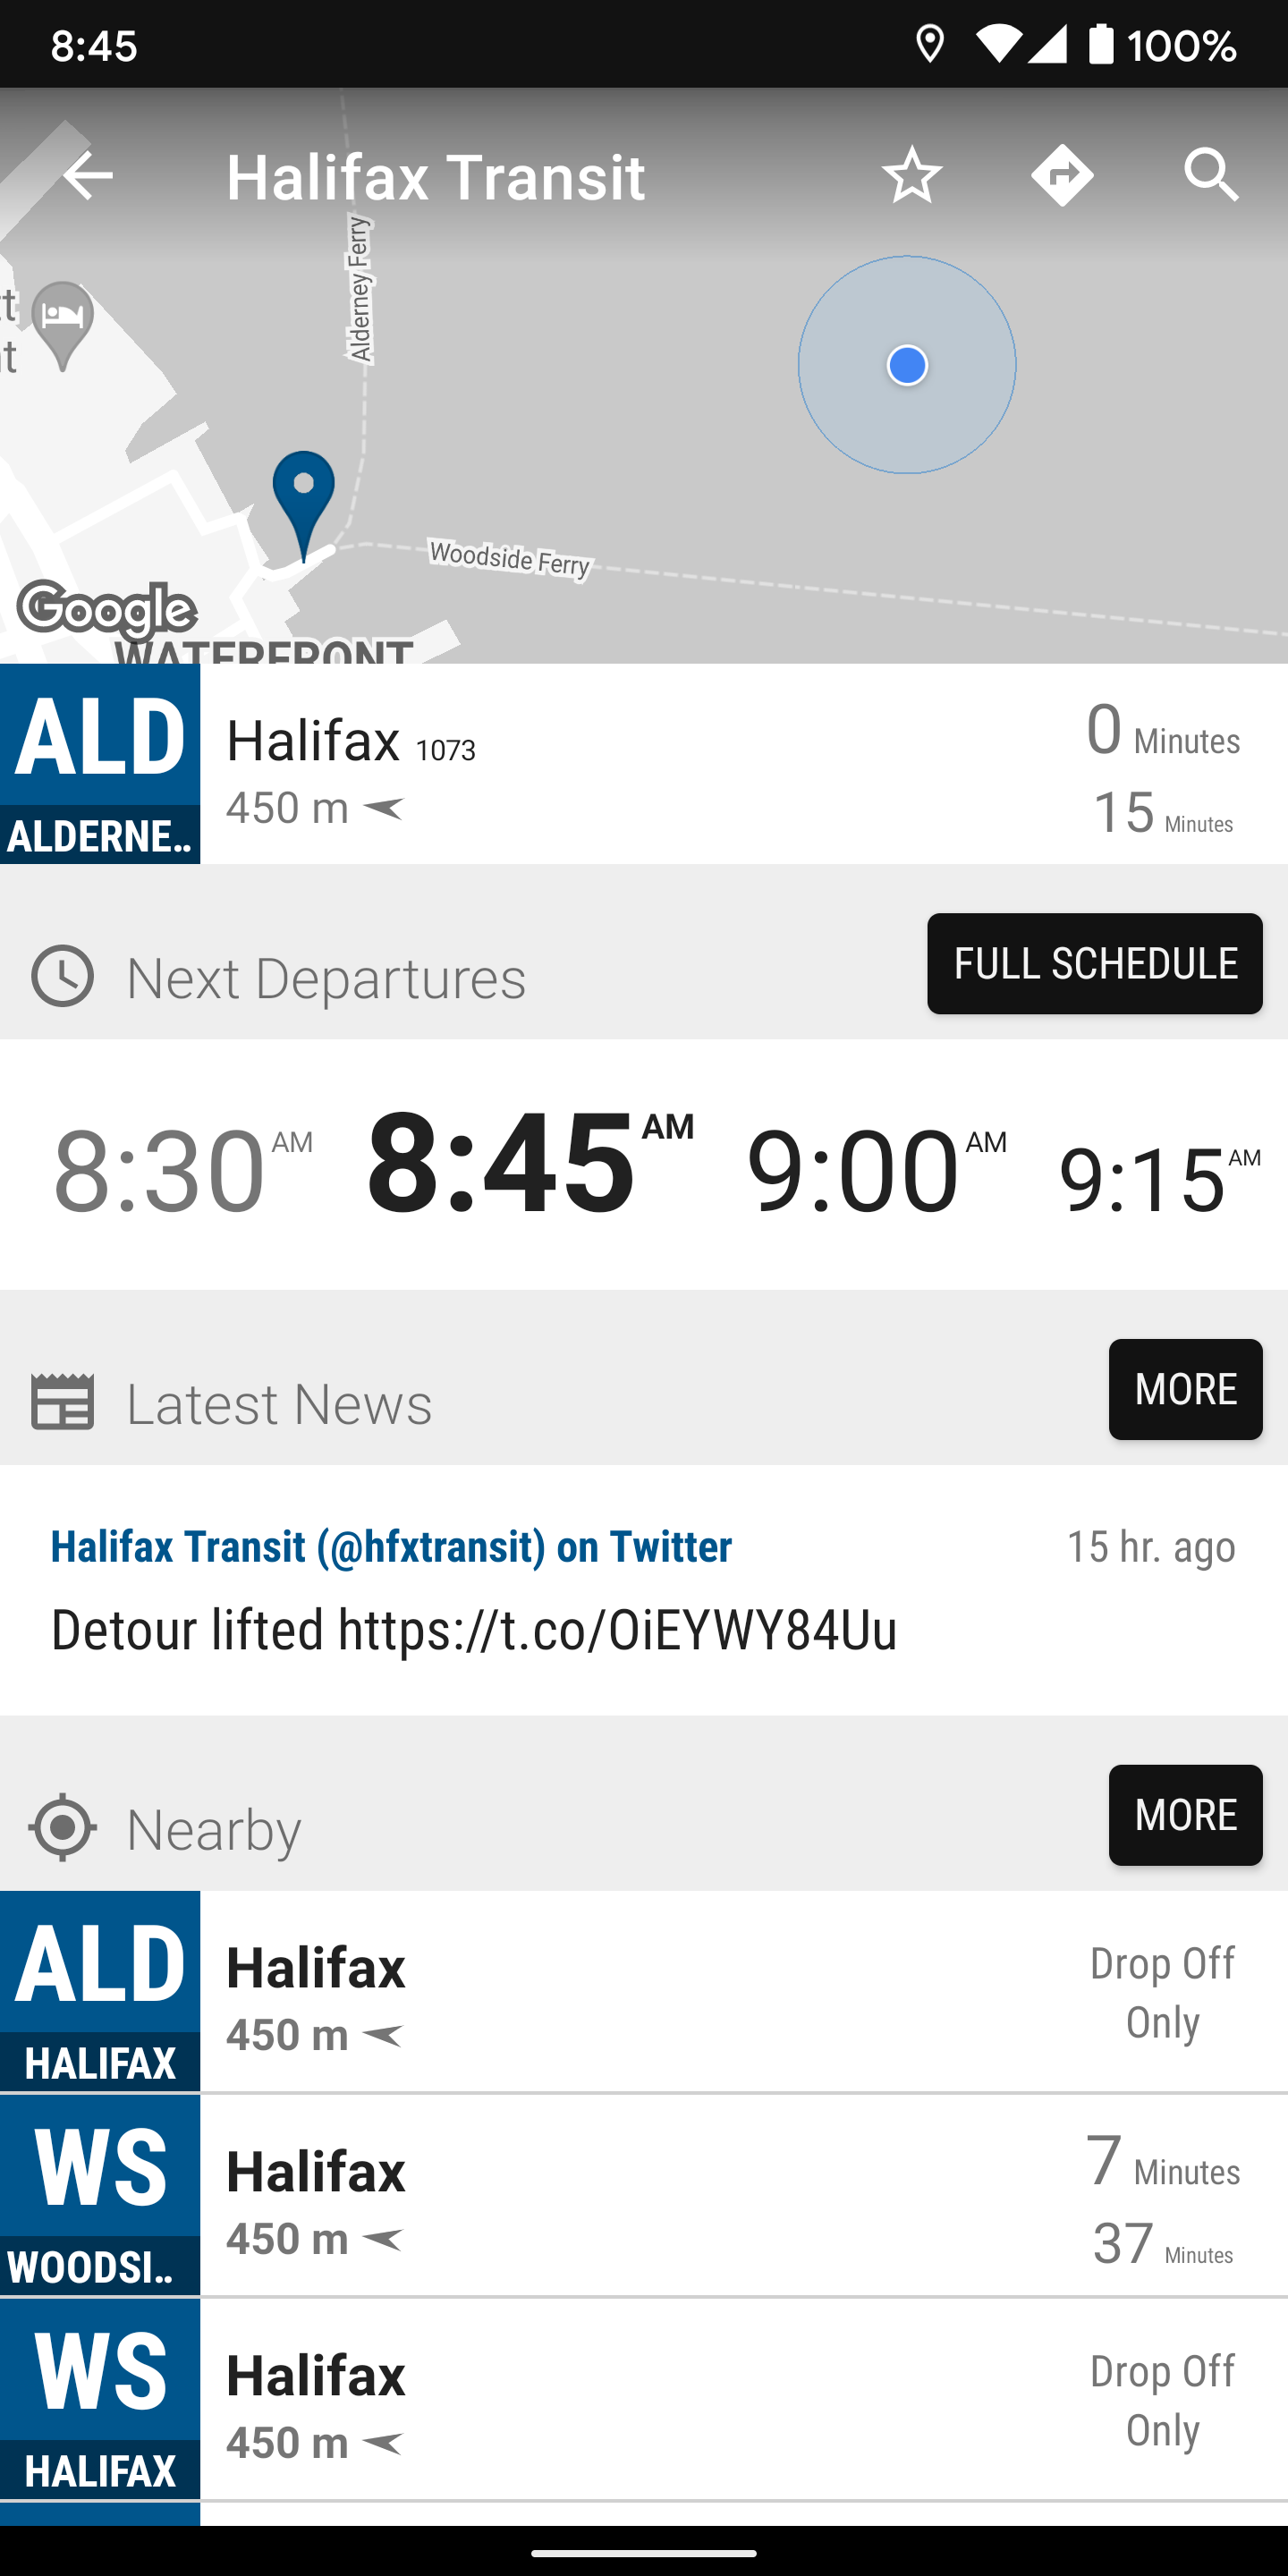 8:45 100%
Halifax Transit
Alderney Ferry
Woodside Ferry
Google
WATERFRONT
ALD
ALDERNE..
Halifax 1073
450 m
0 Minutes
15 Minutes
Next Departures
FULL SCHEDULE
8:30 AM 8:45 AM 9:00 AM 9:15 AM
Latest News
MORE
Halifax Transit (@hfxtransit) on Twitter
15 hr. ago
Detour lifted https://t.co/OiEYWY84Uu
Nearby
MORE
ALD
HALIFAX
Halifax
450 m
Drop Off
Only
WS
WOODSI..
Halifax
450 m
7 Minutes
37 Minutes
WS
HALIFAX
Halifax
450 m
Drop Off
Only